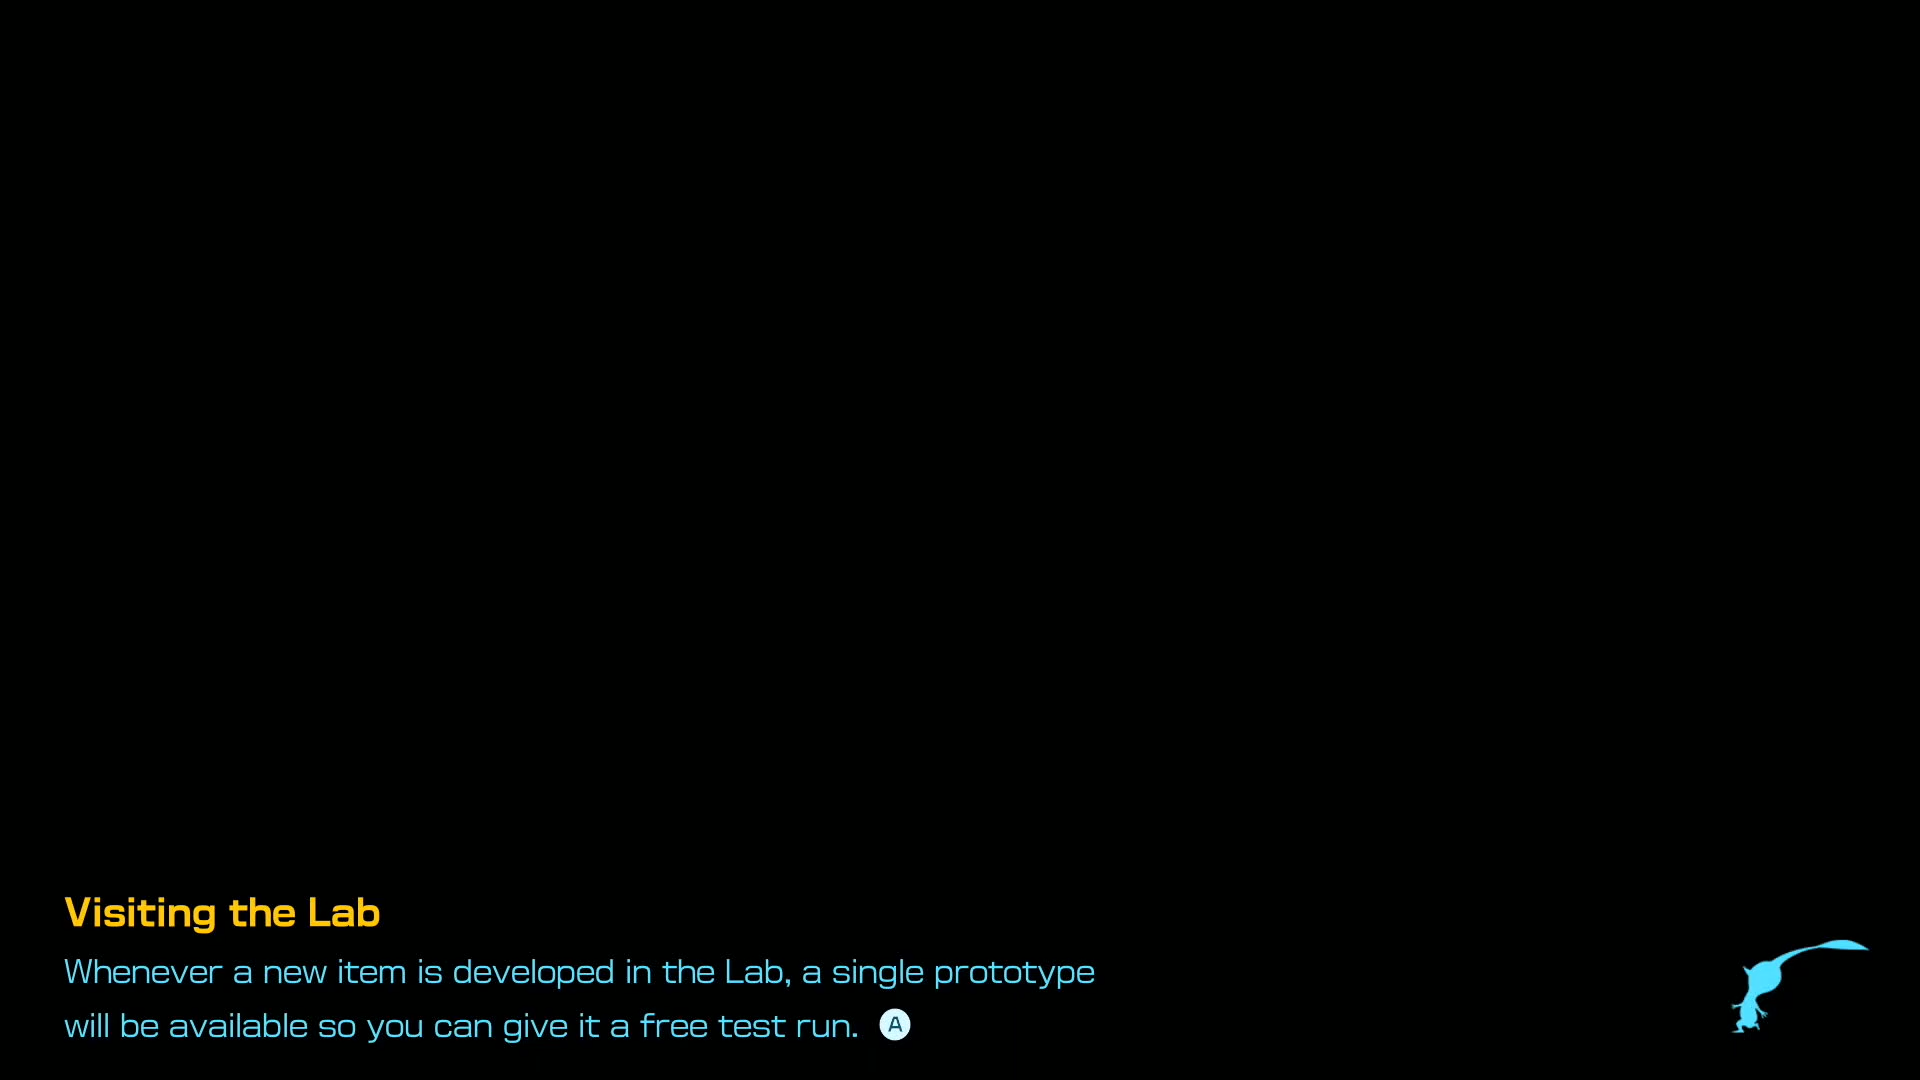 Visiting the Lab
Whenever a new item is developed in the Lab, a single prototype
will be available so you can give it a free test run. A